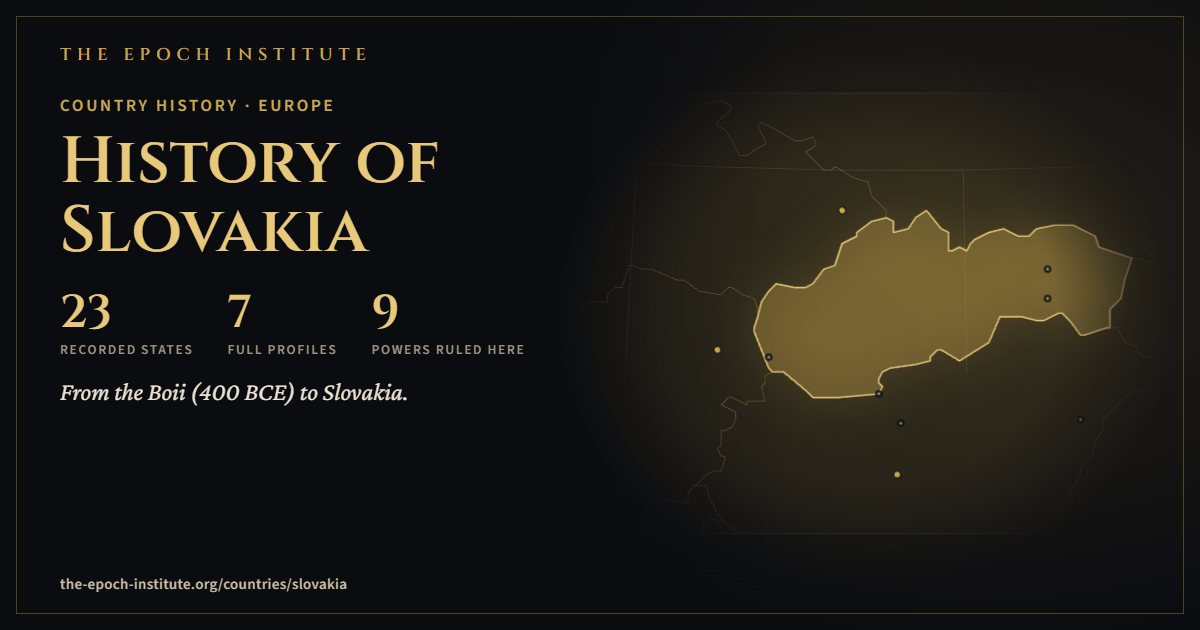 THE EPOCH INSTITUTE
COUNTRY HISTORY · EUROPE
HISTORY OF
SLOVAKIA
23 7 9
RECORDED STATES FULL PROFILES POWERS RULED HERE
From the Boii (400 BCE) to Slovakia.
the-epoch-institute.org/countries/slovakia